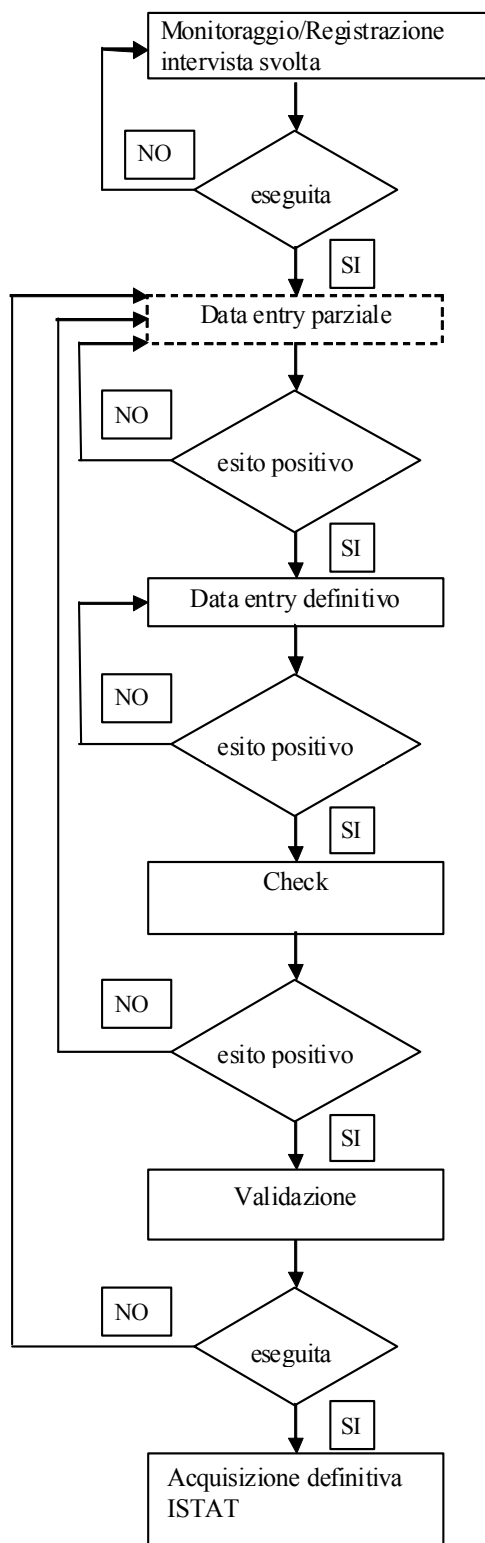 Monitoraggio/Registrazione
intervista svolta
NO
eseguita
SI
Data entry parziale
NO
esito positivo
SI
Data entry definitivo
NO
esito positivo
SI
Check
NO
esito positivo
SI
Validazione
NO
eseguita
SI
Acquisizione definitiva
ISTAT